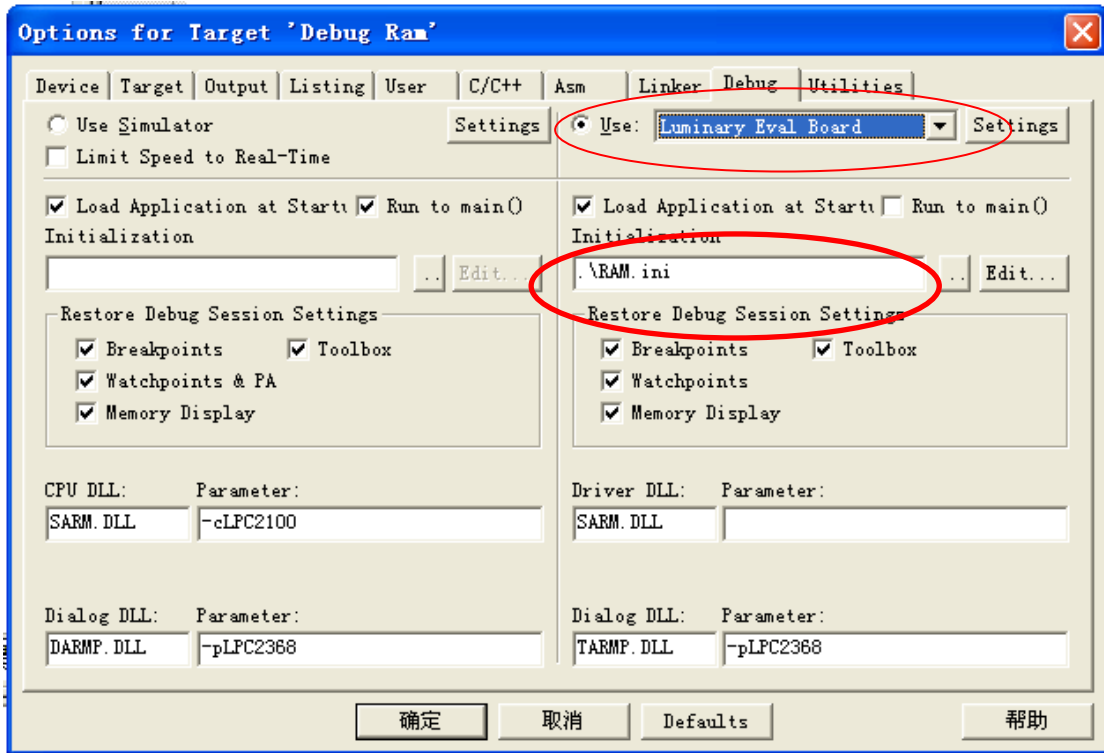 Options for Target 'Debug Ram'
Device Target Output Listing User C/C++ Asm Linker Debug Utilities
Use Simulator Settings Use: Luminary Eval Board Settings
Limit Speed to Real-Time
Load Application at Startu Run to main() Load Application at Startu Run to main()
Initialization Initialization
.. Edit... .\RAM.ini .. Edit...
Restore Debug Session Settings Restore Debug Session Settings
Breakpoints Toolbox Breakpoints Toolbox
Watchpoints & PA Watchpoints
Memory Display Memory Display
CPU DLL: Parameter: Driver DLL: Parameter:
SARM.DLL -cLPC2100 SARM.DLL
Dialog DLL: Parameter: Dialog DLL: Parameter:
DARMP.DLL -pLPC2368 TARMP.DLL -pLPC2368
确定 取消 Defaults 帮助